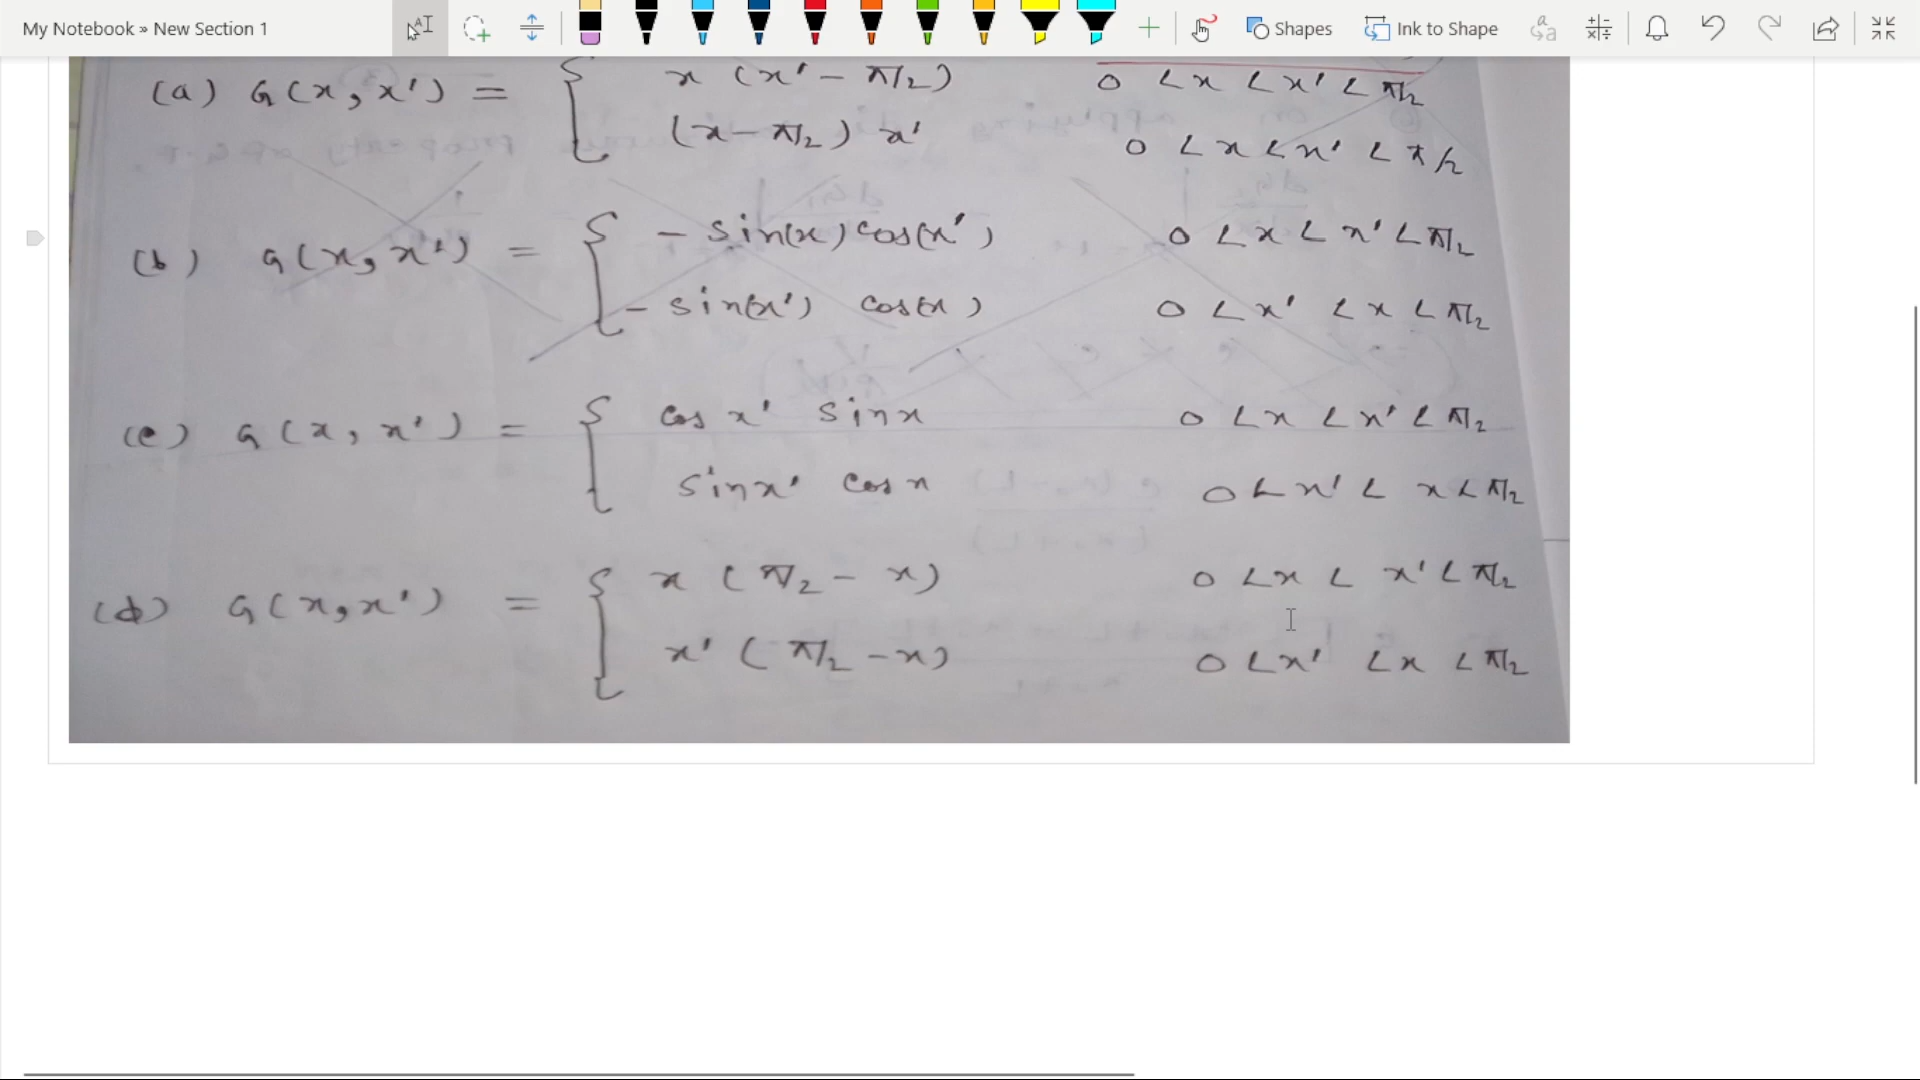 My Notebook » New Section 1
Shapes
Ink to Shape
(a) G(x, x') = { x (x' - π/2) 0 < x < x' < π/2
(x - π/2) x' 0 < x < x' < π/2
(b) G(x, x') = { - sin(x) cos(x') 0 < x < x' < π/2
- sin(x') cos(x) 0 < x' < x < π/2
(c) G(x, x') = { cos x' sin x 0 < x < x' < π/2
sin x' cos x 0 < x' < x < π/2
(d) G(x, x') = { x (π/2 - x) 0 < x < x' < π/2
x' (π/2 - x) 0 < x' < x < π/2